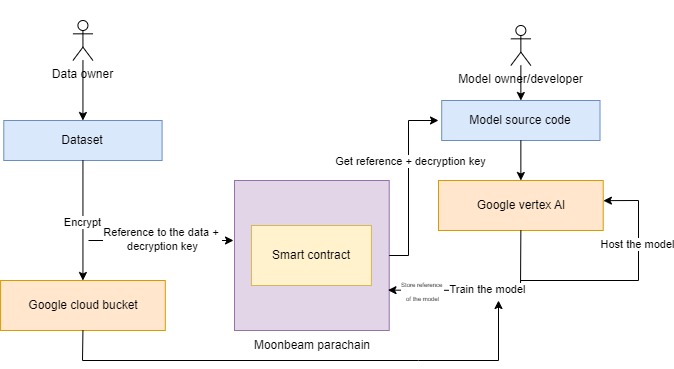 Data owner
Model owner/developer
Dataset
Model source code
Get reference + decryption key
Google vertex AI
Encrypt
Reference to the data +
decryption key
Smart contract
Host the model
Store reference
of the model
Train the model
Google cloud bucket
Moonbeam parachain